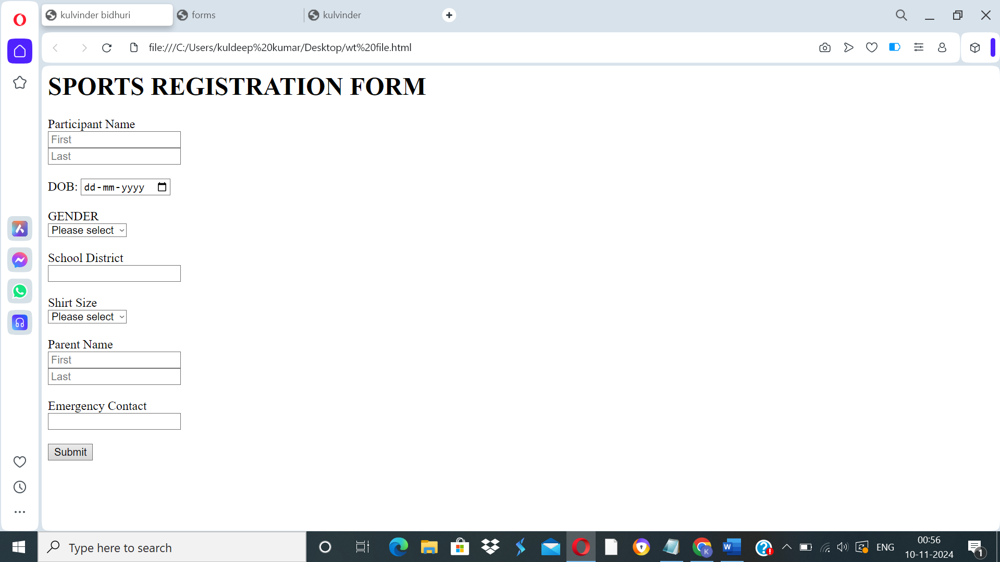 kulvinder bidhuri
forms
kulvinder
file:///C:/Users/kuldeep%20kumar/Desktop/wt%20file.html
SPORTS REGISTRATION FORM
Participant Name
First
Last
DOB: dd-mm-yyyy
GENDER
Please select
School District
Shirt Size
Please select
Parent Name
First
Last
Emergency Contact
Submit
Type here to search
K
W
ENG
00:56
10-11-2024
1